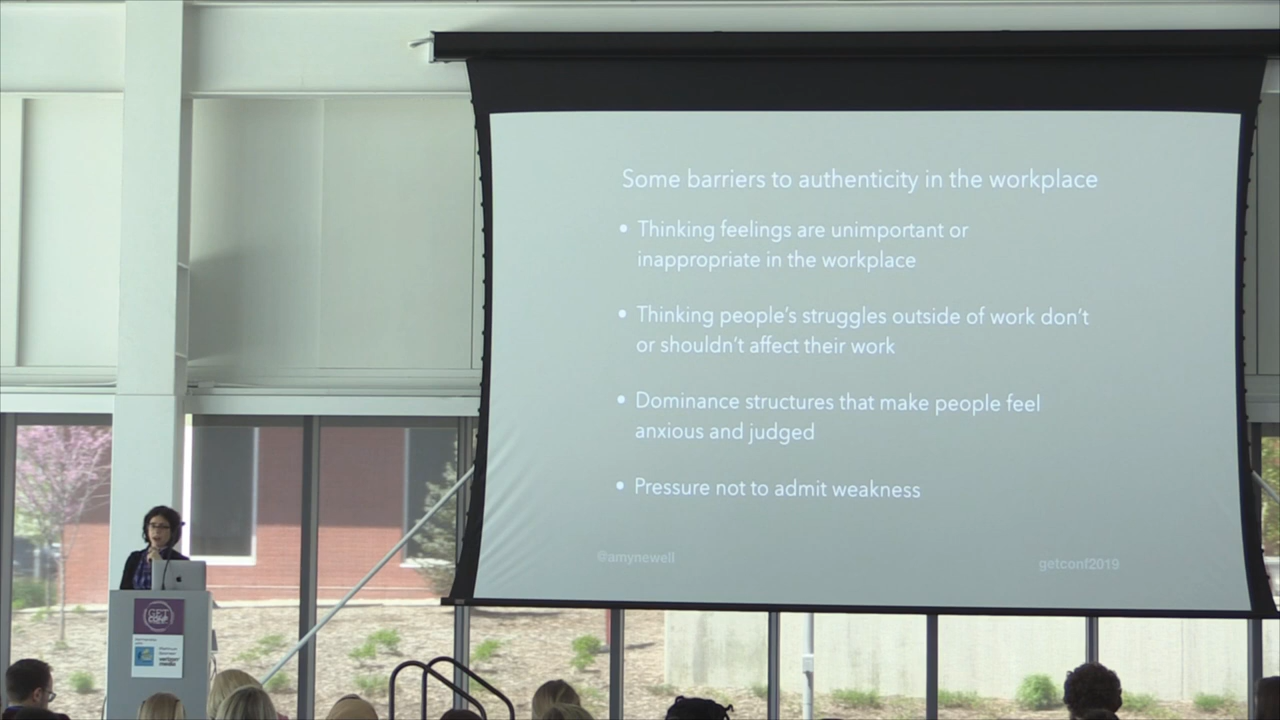 Some barriers to authenticity in the workplace
• Thinking feelings are unimportant or
inappropriate in the workplace
• Thinking people's struggles outside of work don't
or shouldn't affect their work
• Dominance structures that make people feel
anxious and judged
• Pressure not to admit weakness
@amynewell
getconf2019
GET
CONF
verizon
media